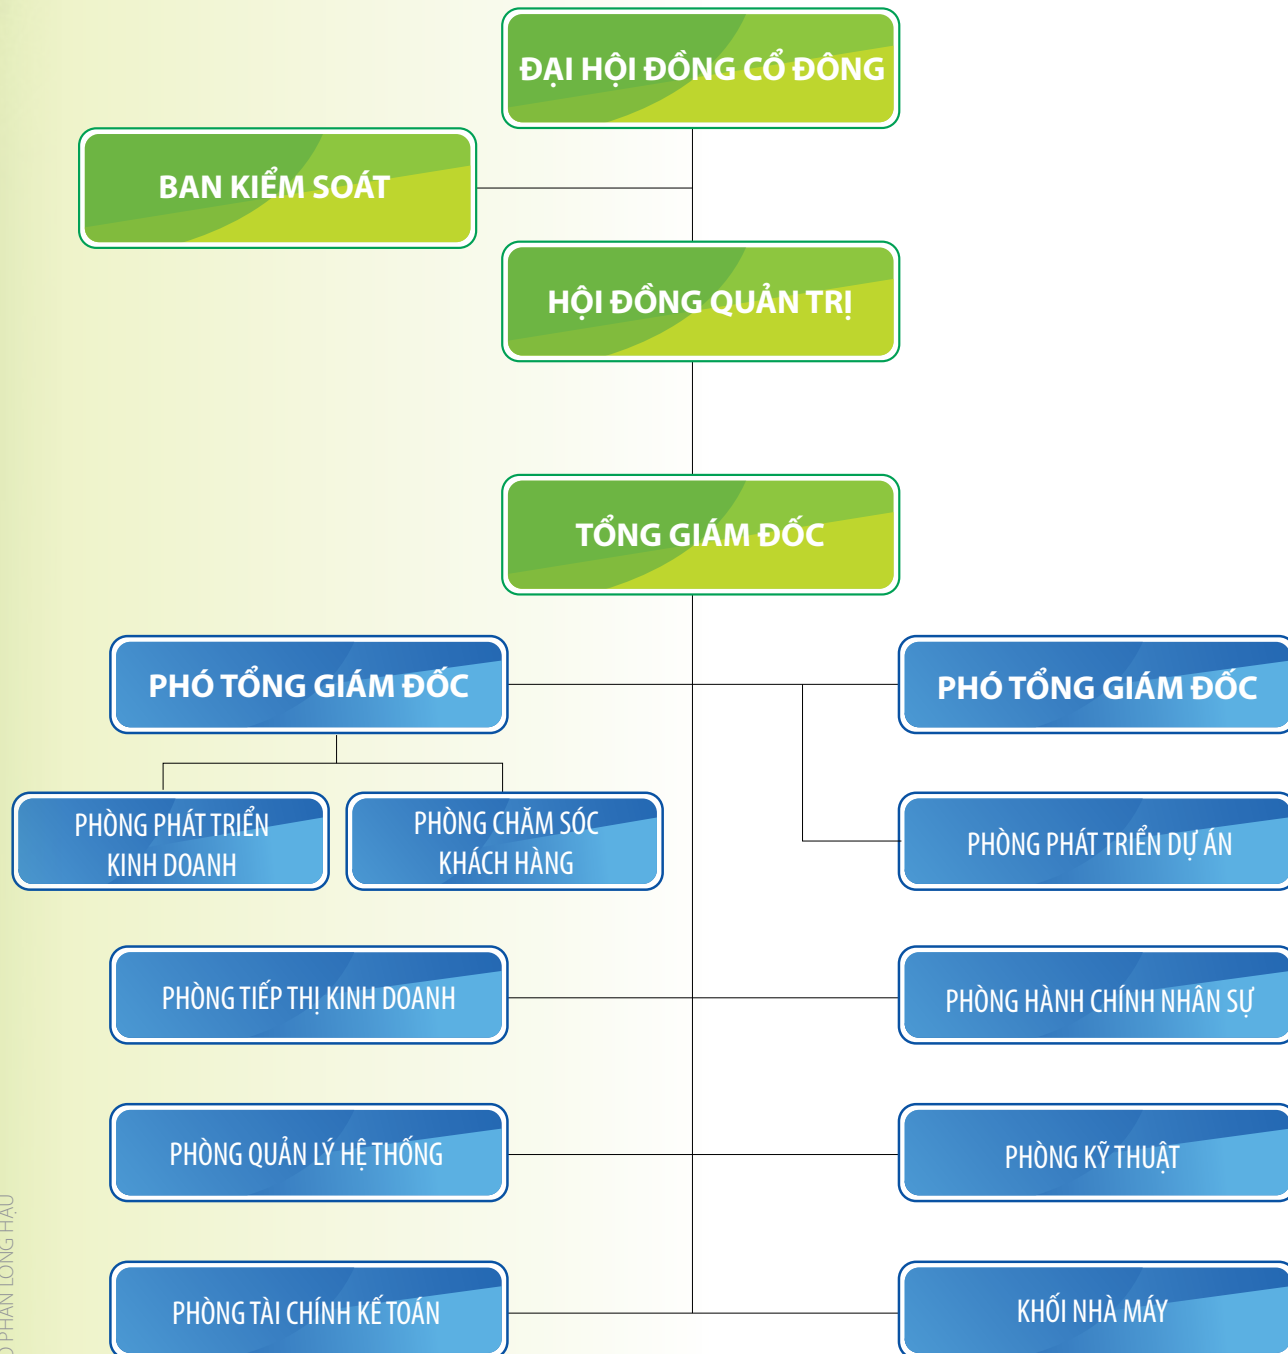 ĐẠI HỘI ĐỒNG CỔ ĐÔNG
BAN KIỂM SOÁT
HỘI ĐỒNG QUẢN TRỊ
TỔNG GIÁM ĐỐC
PHÓ TỔNG GIÁM ĐỐC
PHÓ TỔNG GIÁM ĐỐC
PHÒNG PHÁT TRIỂN
KINH DOANH
PHÒNG CHĂM SÓC
KHÁCH HÀNG
PHÒNG PHÁT TRIỂN DỰ ÁN
PHÒNG TIẾP THỊ KINH DOANH
PHÒNG HÀNH CHÍNH NHÂN SỰ
PHÒNG QUẢN LÝ HỆ THỐNG
PHÒNG KỸ THUẬT
PHÒNG TÀI CHÍNH KẾ TOÁN
KHỐI NHÀ MÁY
LONG HẬU